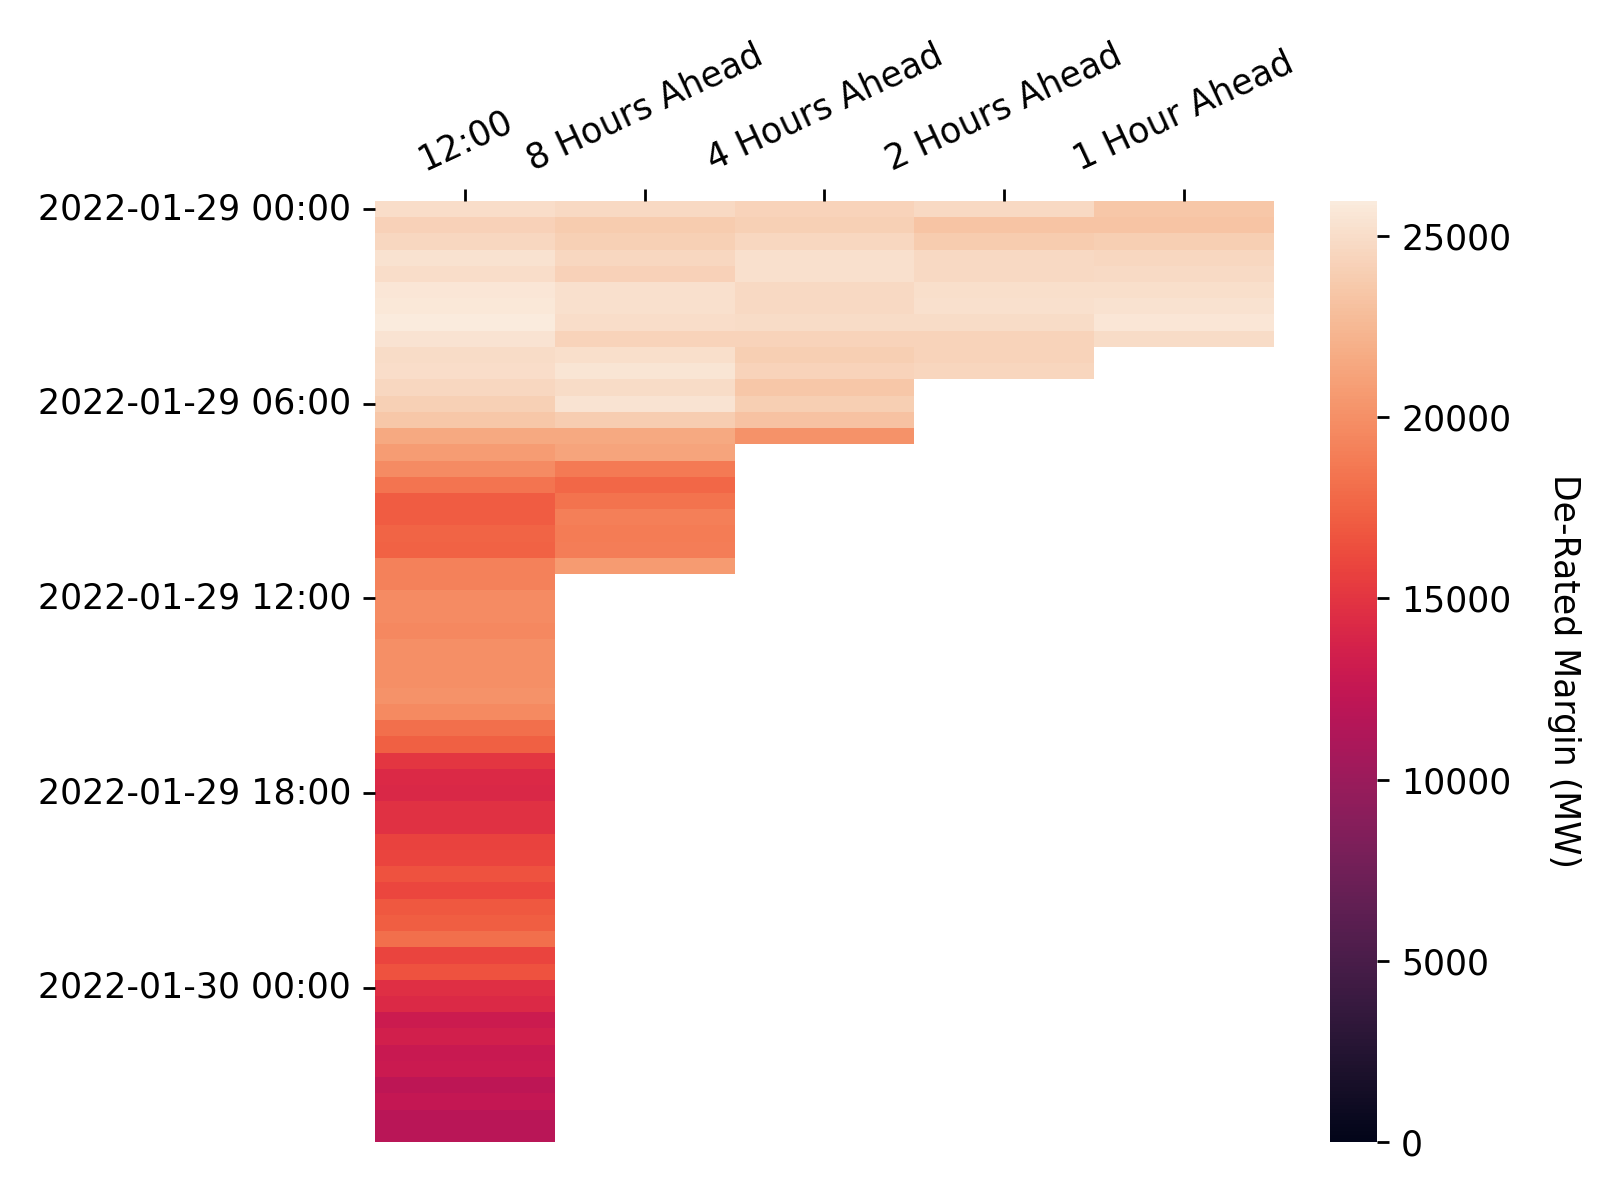 12:00
8 Hours Ahead
4 Hours Ahead
2 Hours Ahead
1 Hour Ahead
2022-01-29 00:00
2022-01-29 06:00
2022-01-29 12:00
2022-01-29 18:00
2022-01-30 00:00
25000
20000
15000
10000
5000
0
De-Rated Margin (MW)